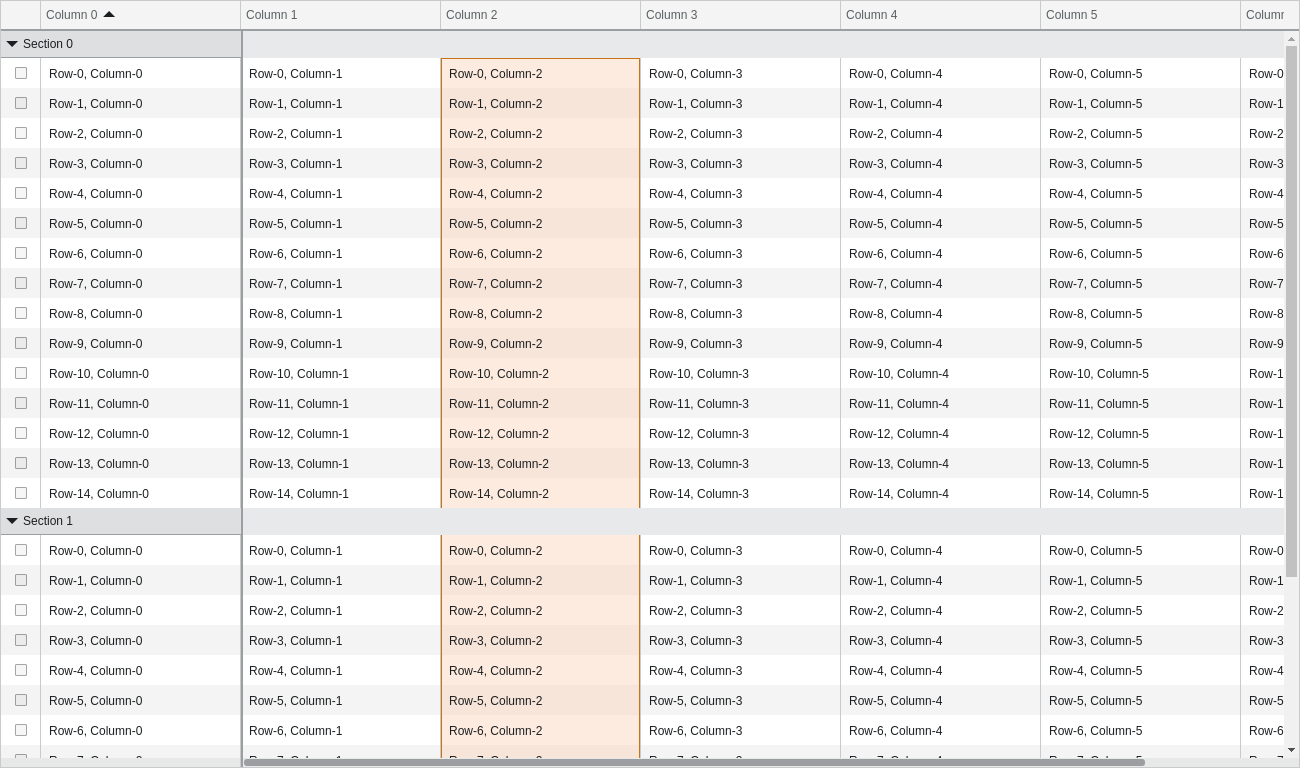 Column 0 Column 1 Column 2 Column 3 Column 4 Column 5
Section 0
Row-0, Column-0 Row-0, Column-1 Row-0, Column-2 Row-0, Column-3 Row-0, Column-4 Row-0, Column-5 Row-0
Row-1, Column-0 Row-1, Column-1 Row-1, Column-2 Row-1, Column-3 Row-1, Column-4 Row-1, Column-5 Row-1
Row-2, Column-0 Row-2, Column-1 Row-2, Column-2 Row-2, Column-3 Row-2, Column-4 Row-2, Column-5 Row-2
Row-3, Column-0 Row-3, Column-1 Row-3, Column-2 Row-3, Column-3 Row-3, Column-4 Row-3, Column-5 Row-3
Row-4, Column-0 Row-4, Column-1 Row-4, Column-2 Row-4, Column-3 Row-4, Column-4 Row-4, Column-5 Row-4
Row-5, Column-0 Row-5, Column-1 Row-5, Column-2 Row-5, Column-3 Row-5, Column-4 Row-5, Column-5 Row-5
Row-6, Column-0 Row-6, Column-1 Row-6, Column-2 Row-6, Column-3 Row-6, Column-4 Row-6, Column-5 Row-6
Row-7, Column-0 Row-7, Column-1 Row-7, Column-2 Row-7, Column-3 Row-7, Column-4 Row-7, Column-5 Row-7
Row-8, Column-0 Row-8, Column-1 Row-8, Column-2 Row-8, Column-3 Row-8, Column-4 Row-8, Column-5 Row-8
Row-9, Column-0 Row-9, Column-1 Row-9, Column-2 Row-9, Column-3 Row-9, Column-4 Row-9, Column-5 Row-9
Row-10, Column-0 Row-10, Column-1 Row-10, Column-2 Row-10, Column-3 Row-10, Column-4 Row-10, Column-5 Row-1
Row-11, Column-0 Row-11, Column-1 Row-11, Column-2 Row-11, Column-3 Row-11, Column-4 Row-11, Column-5 Row-1
Row-12, Column-0 Row-12, Column-1 Row-12, Column-2 Row-12, Column-3 Row-12, Column-4 Row-12, Column-5 Row-1
Row-13, Column-0 Row-13, Column-1 Row-13, Column-2 Row-13, Column-3 Row-13, Column-4 Row-13, Column-5 Row-1
Row-14, Column-0 Row-14, Column-1 Row-14, Column-2 Row-14, Column-3 Row-14, Column-4 Row-14, Column-5 Row-1
Section 1
Row-0, Column-0 Row-0, Column-1 Row-0, Column-2 Row-0, Column-3 Row-0, Column-4 Row-0, Column-5 Row-0
Row-1, Column-0 Row-1, Column-1 Row-1, Column-2 Row-1, Column-3 Row-1, Column-4 Row-1, Column-5 Row-1
Row-2, Column-0 Row-2, Column-1 Row-2, Column-2 Row-2, Column-3 Row-2, Column-4 Row-2, Column-5 Row-2
Row-3, Column-0 Row-3, Column-1 Row-3, Column-2 Row-3, Column-3 Row-3, Column-4 Row-3, Column-5 Row-3
Row-4, Column-0 Row-4, Column-1 Row-4, Column-2 Row-4, Column-3 Row-4, Column-4 Row-4, Column-5 Row-4
Row-5, Column-0 Row-5, Column-1 Row-5, Column-2 Row-5, Column-3 Row-5, Column-4 Row-5, Column-5 Row-5
Row-6, Column-0 Row-6, Column-1 Row-6, Column-2 Row-6, Column-3 Row-6, Column-4 Row-6, Column-5 Row-6